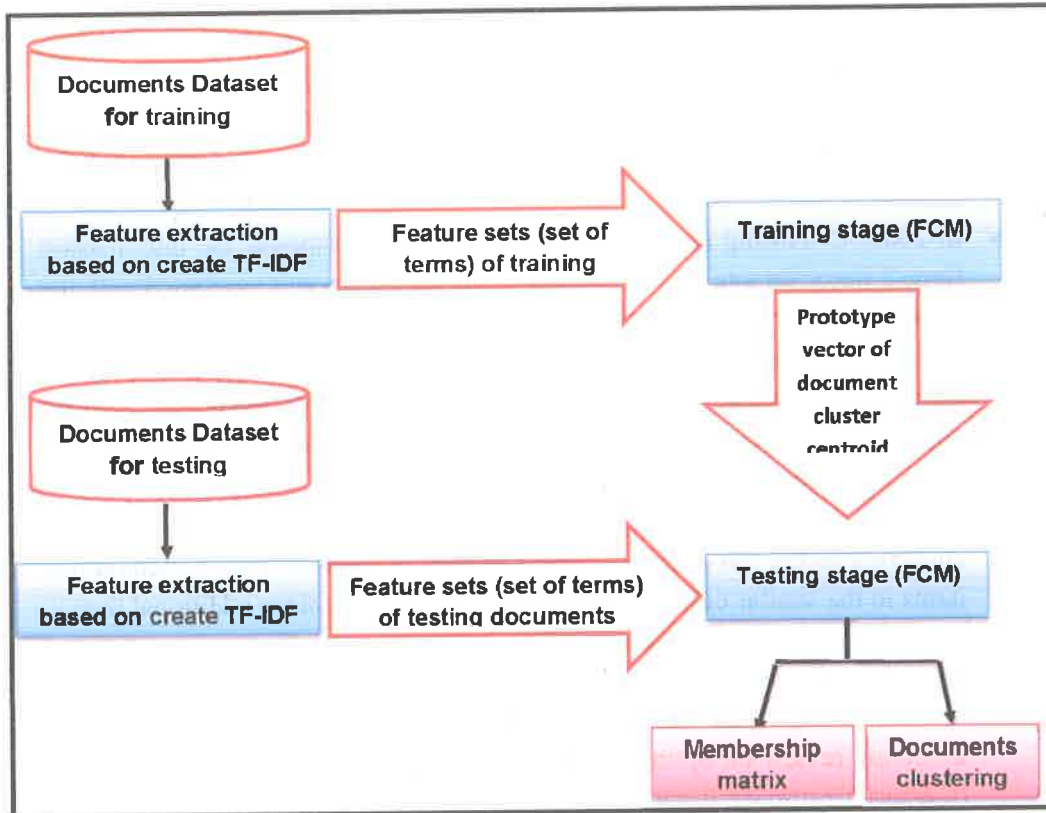 Documents Dataset
for training
Feature extraction
based on create TF-IDF
Feature sets (set of
terms) of training
Training stage (FCM)
Prototype
vector of
document
cluster
centroid
Documents Dataset
for testing
Feature extraction
based on create TF-IDF
Feature sets (set of terms)
of testing documents
Testing stage (FCM)
Membership
matrix
Documents
clustering